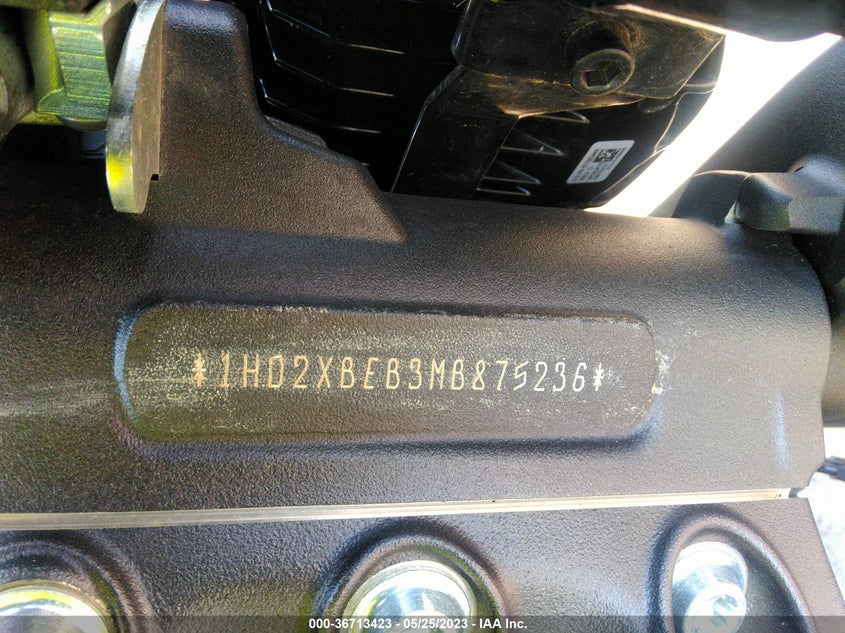 *1HD2XBEB3MB875236*
000-36713423 - 05/25/2023 - IAA Inc.